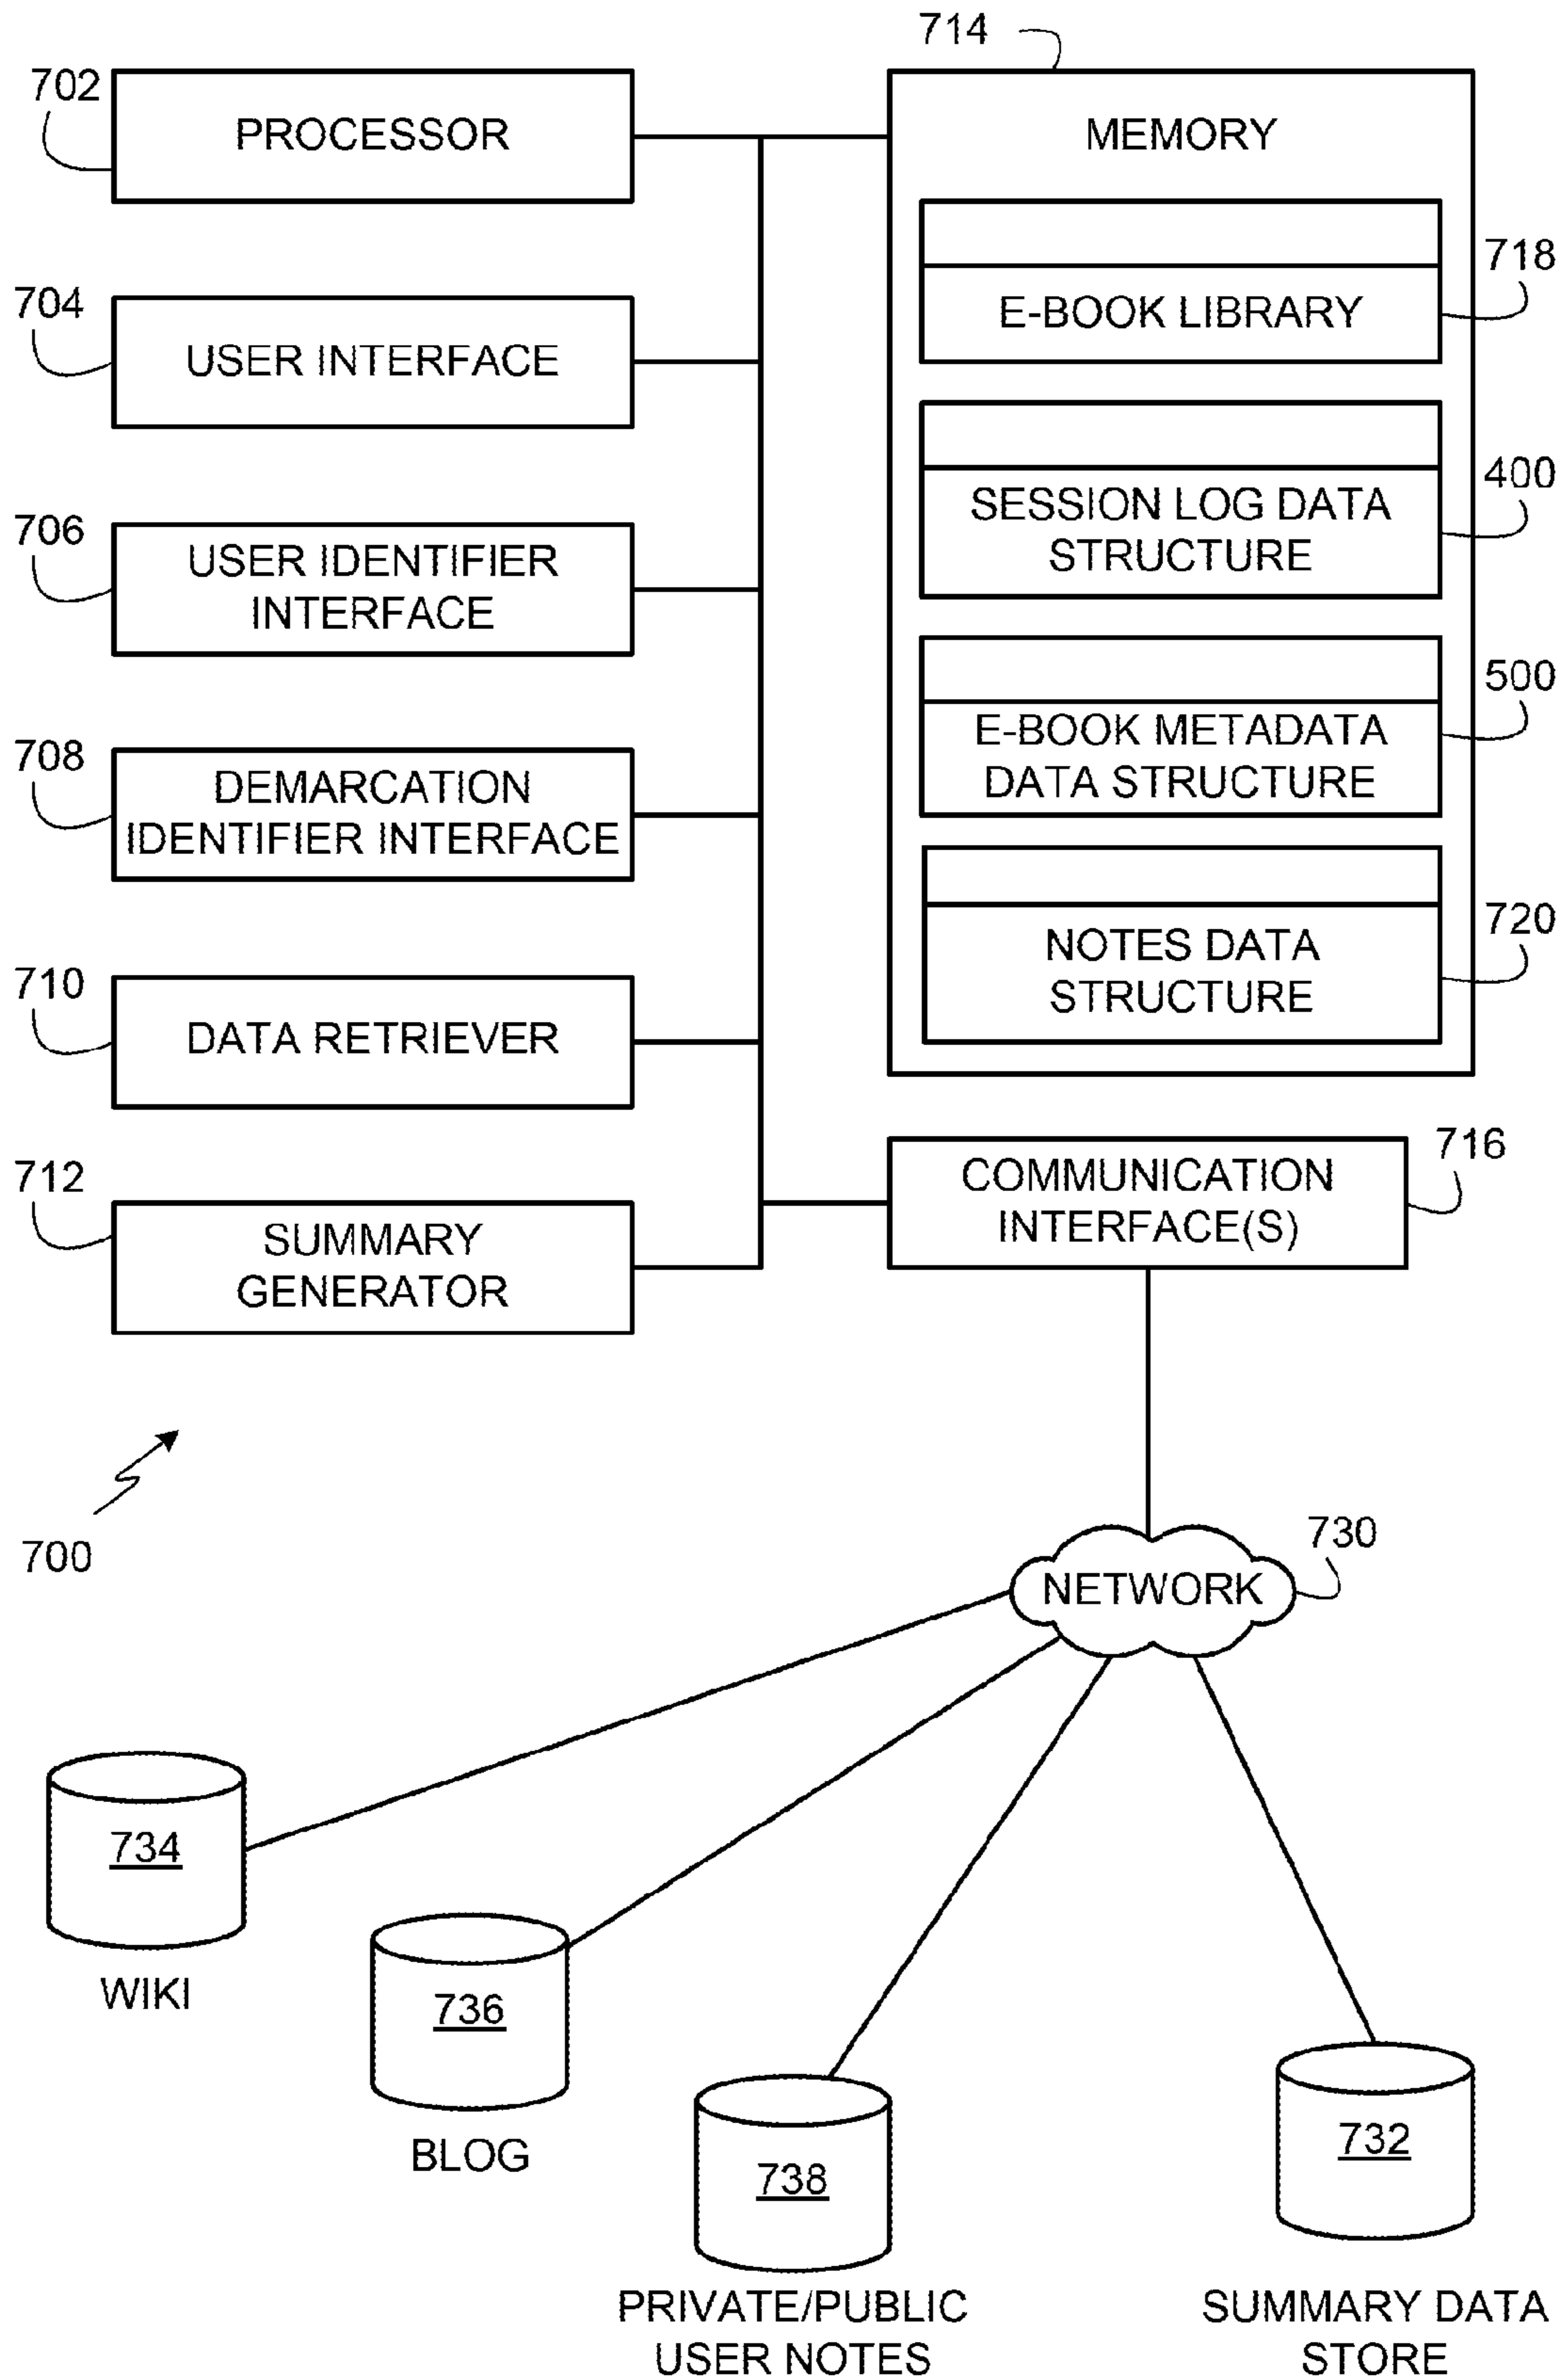 714
702
PROCESSOR
MEMORY
718
E-BOOK LIBRARY
704
USER INTERFACE
400
SESSION LOG DATA
STRUCTURE
706
USER IDENTIFIER
INTERFACE
500
E-BOOK METADATA
DATA STRUCTURE
708
DEMARCATION
IDENTIFIER INTERFACE
720
NOTES DATA
STRUCTURE
710
DATA RETRIEVER
716
COMMUNICATION
INTERFACE(S)
712
SUMMARY
GENERATOR
700
730
NETWORK
734
WIKI
736
BLOG
738
PRIVATE/PUBLIC
USER NOTES
732
SUMMARY DATA
STORE